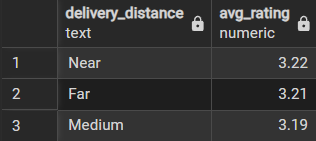 delivery_distance avg_rating
text numeric
1 Near 3.22
2 Far 3.21
3 Medium 3.19